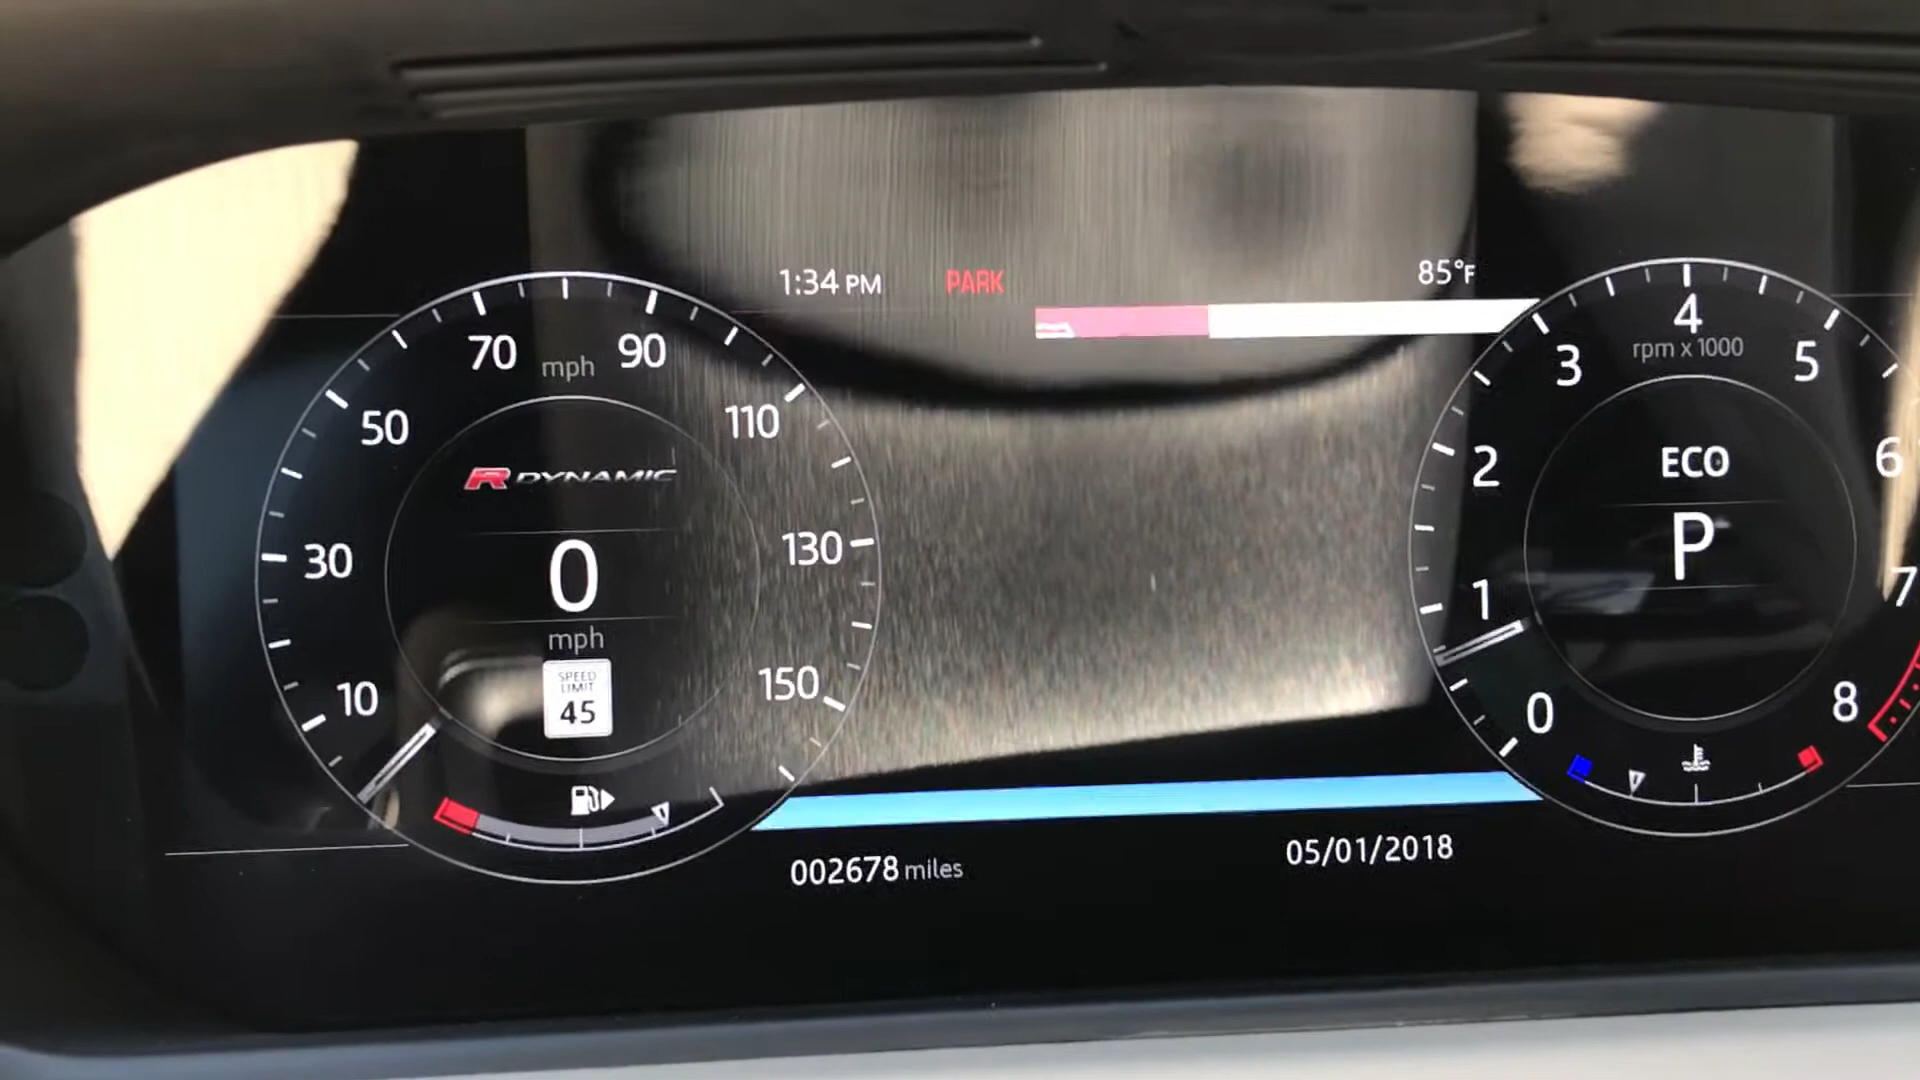 1:34 PM PARK 85°F
70 mph 90
50 110
30 130
10 150
R DYNAMIC
0
mph
SPEED
LIMIT
45
4
rpm x 1000
3 5
2 6
1 7
0 8
ECO
P
002678 miles
05/01/2018